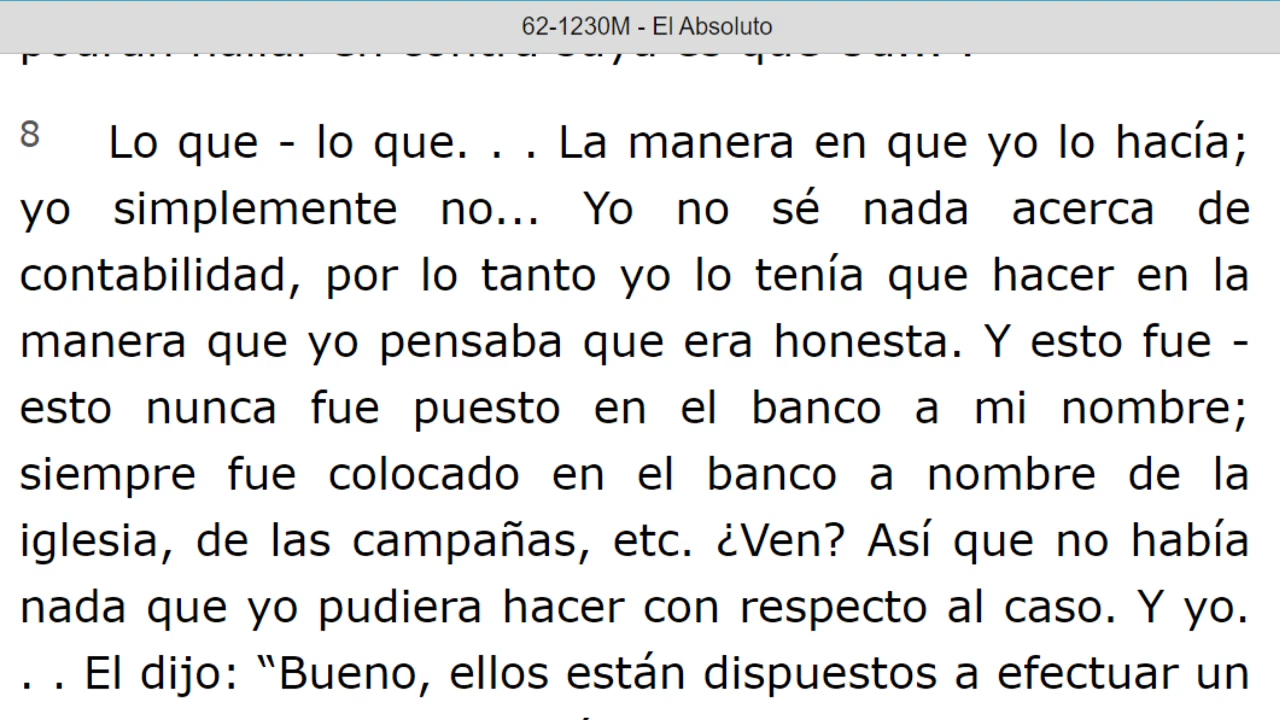 62-1230M - El Absoluto
8 Lo que - lo que. . . La manera en que yo lo hacía;
yo simplemente no... Yo no sé nada acerca de
contabilidad, por lo tanto yo lo tenía que hacer en la
manera que yo pensaba que era honesta. Y esto fue -
esto nunca fue puesto en el banco a mi nombre;
siempre fue colocado en el banco a nombre de la
iglesia, de las campañas, etc. ¿Ven? Así que no había
nada que yo pudiera hacer con respecto al caso. Y yo.
. . El dijo: “Bueno, ellos están dispuestos a efectuar un